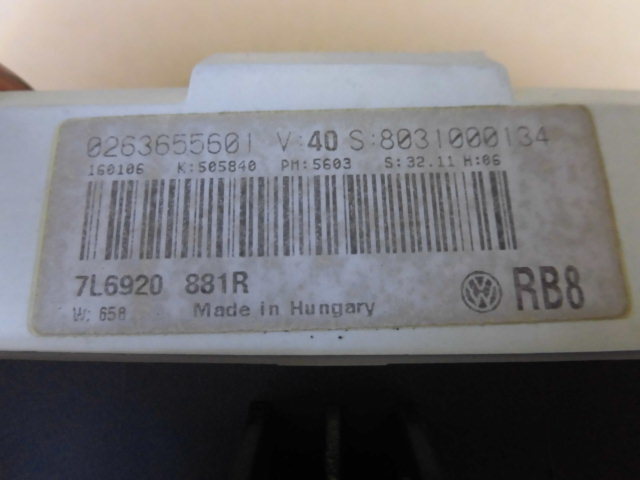 0263655601 V:40 S:8031000134
160106 K:505840 PM:5603 S:32.11 H:06
7L6920 881R RB8
W: 658 Made in Hungary